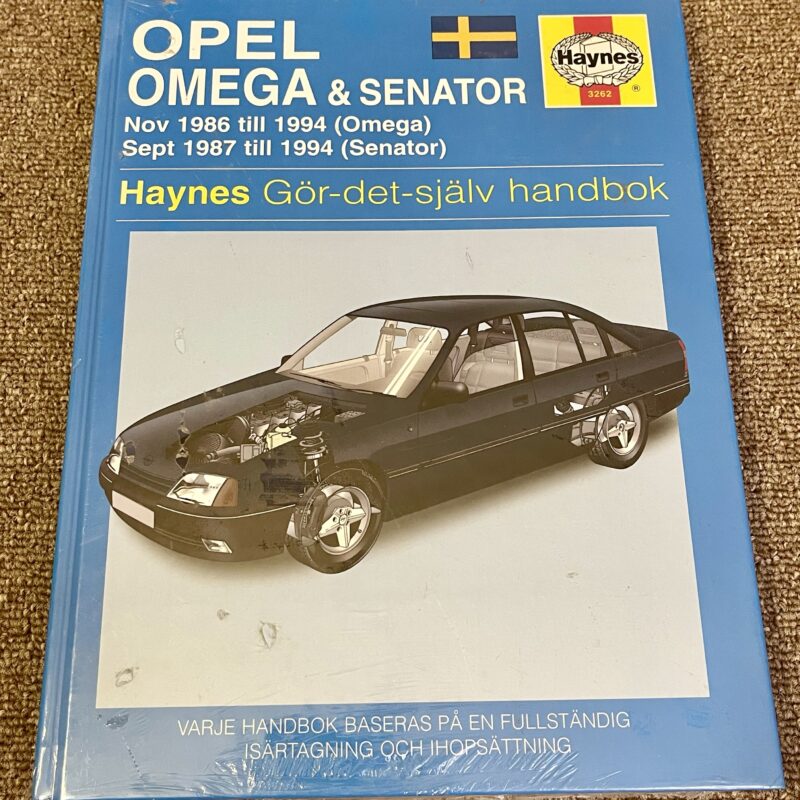 OPEL
OMEGA & SENATOR
Nov 1986 till 1994 (Omega)
Sept 1987 till 1994 (Senator)
Haynes
3262
®
Haynes Gör-det-själv handbok
VARJE HANDBOK BASERAS PÅ EN FULLSTÄNDIG
ISÄRTAGNING OCH IHOPSÄTTNING